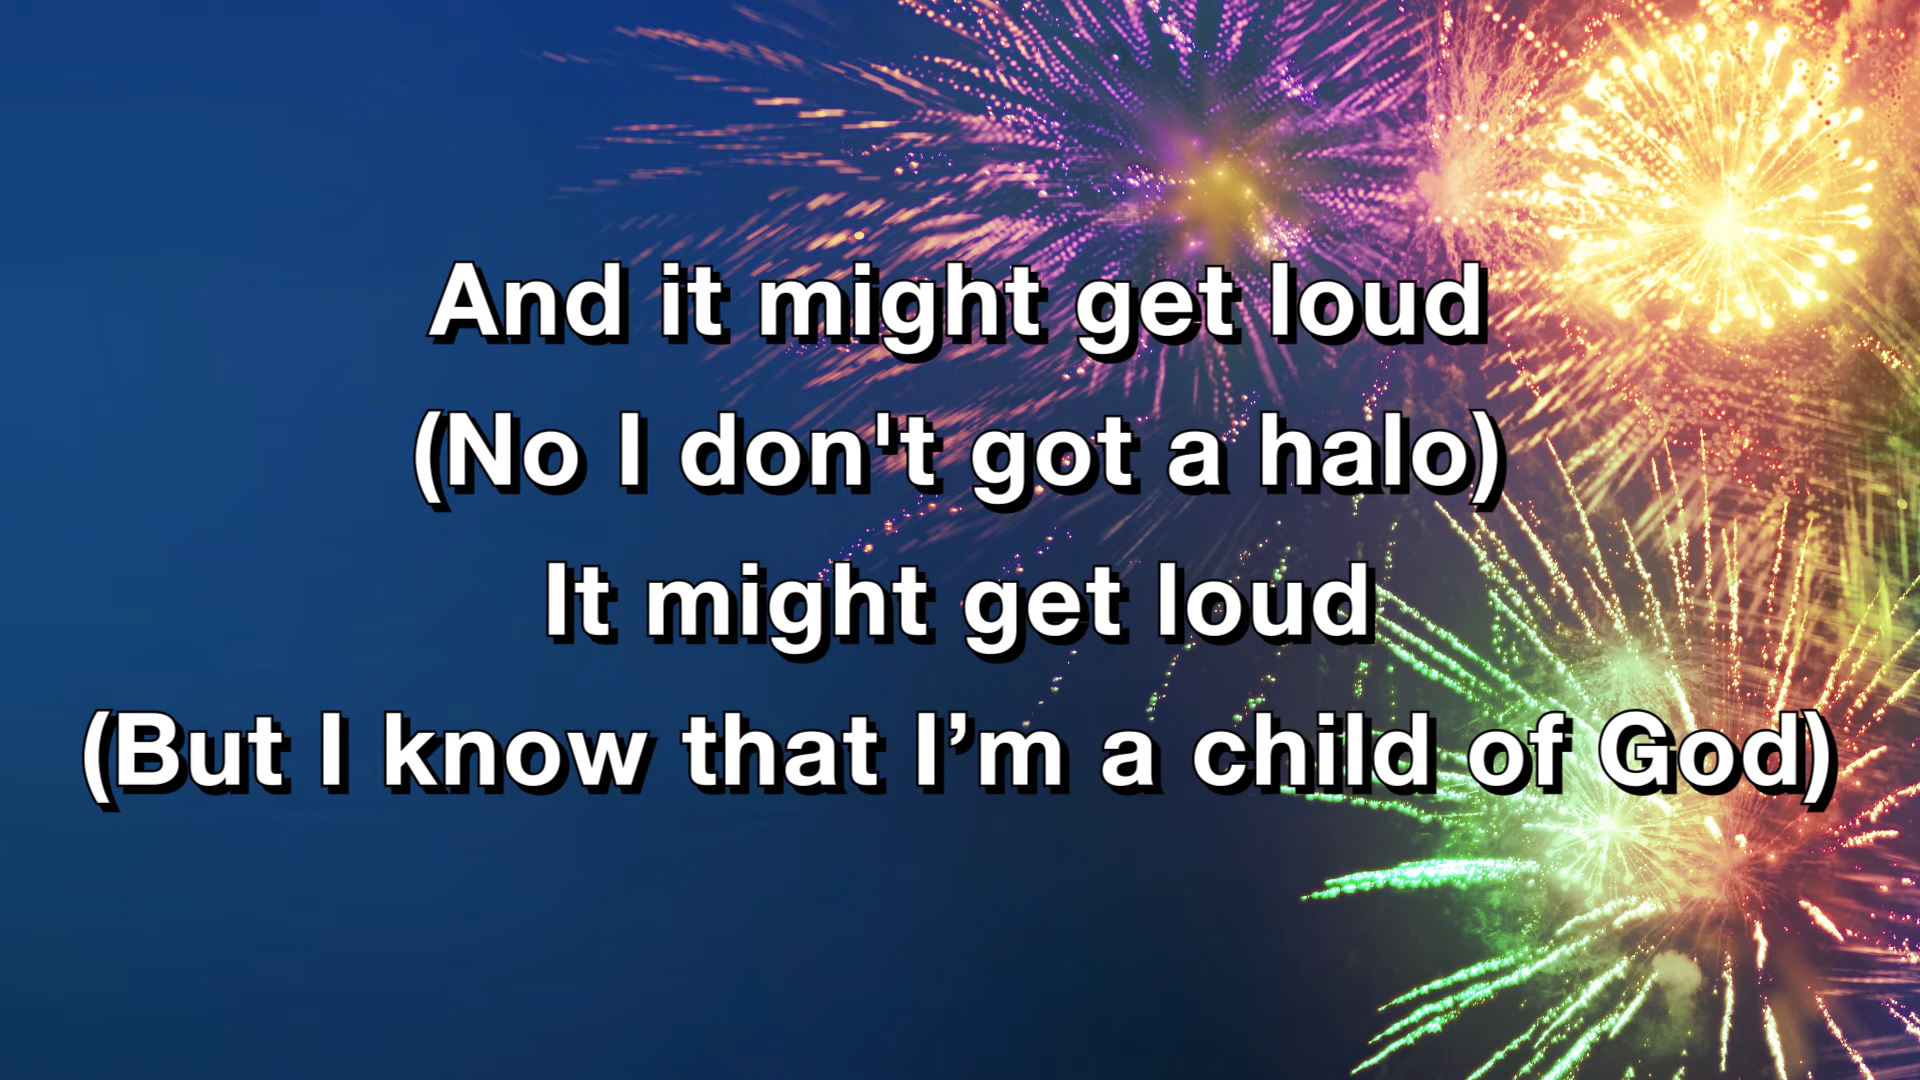 And it might get loud
(No I don't got a halo)
It might get loud
(But I know that I’m a child of God)